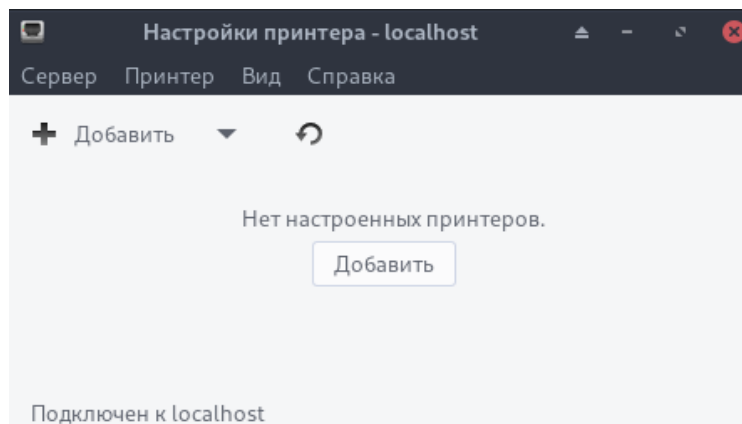 Настройки принтера - localhost
Сервер Принтер Вид Справка
Добавить
Нет настроенных принтеров.
Добавить
Подключен к localhost